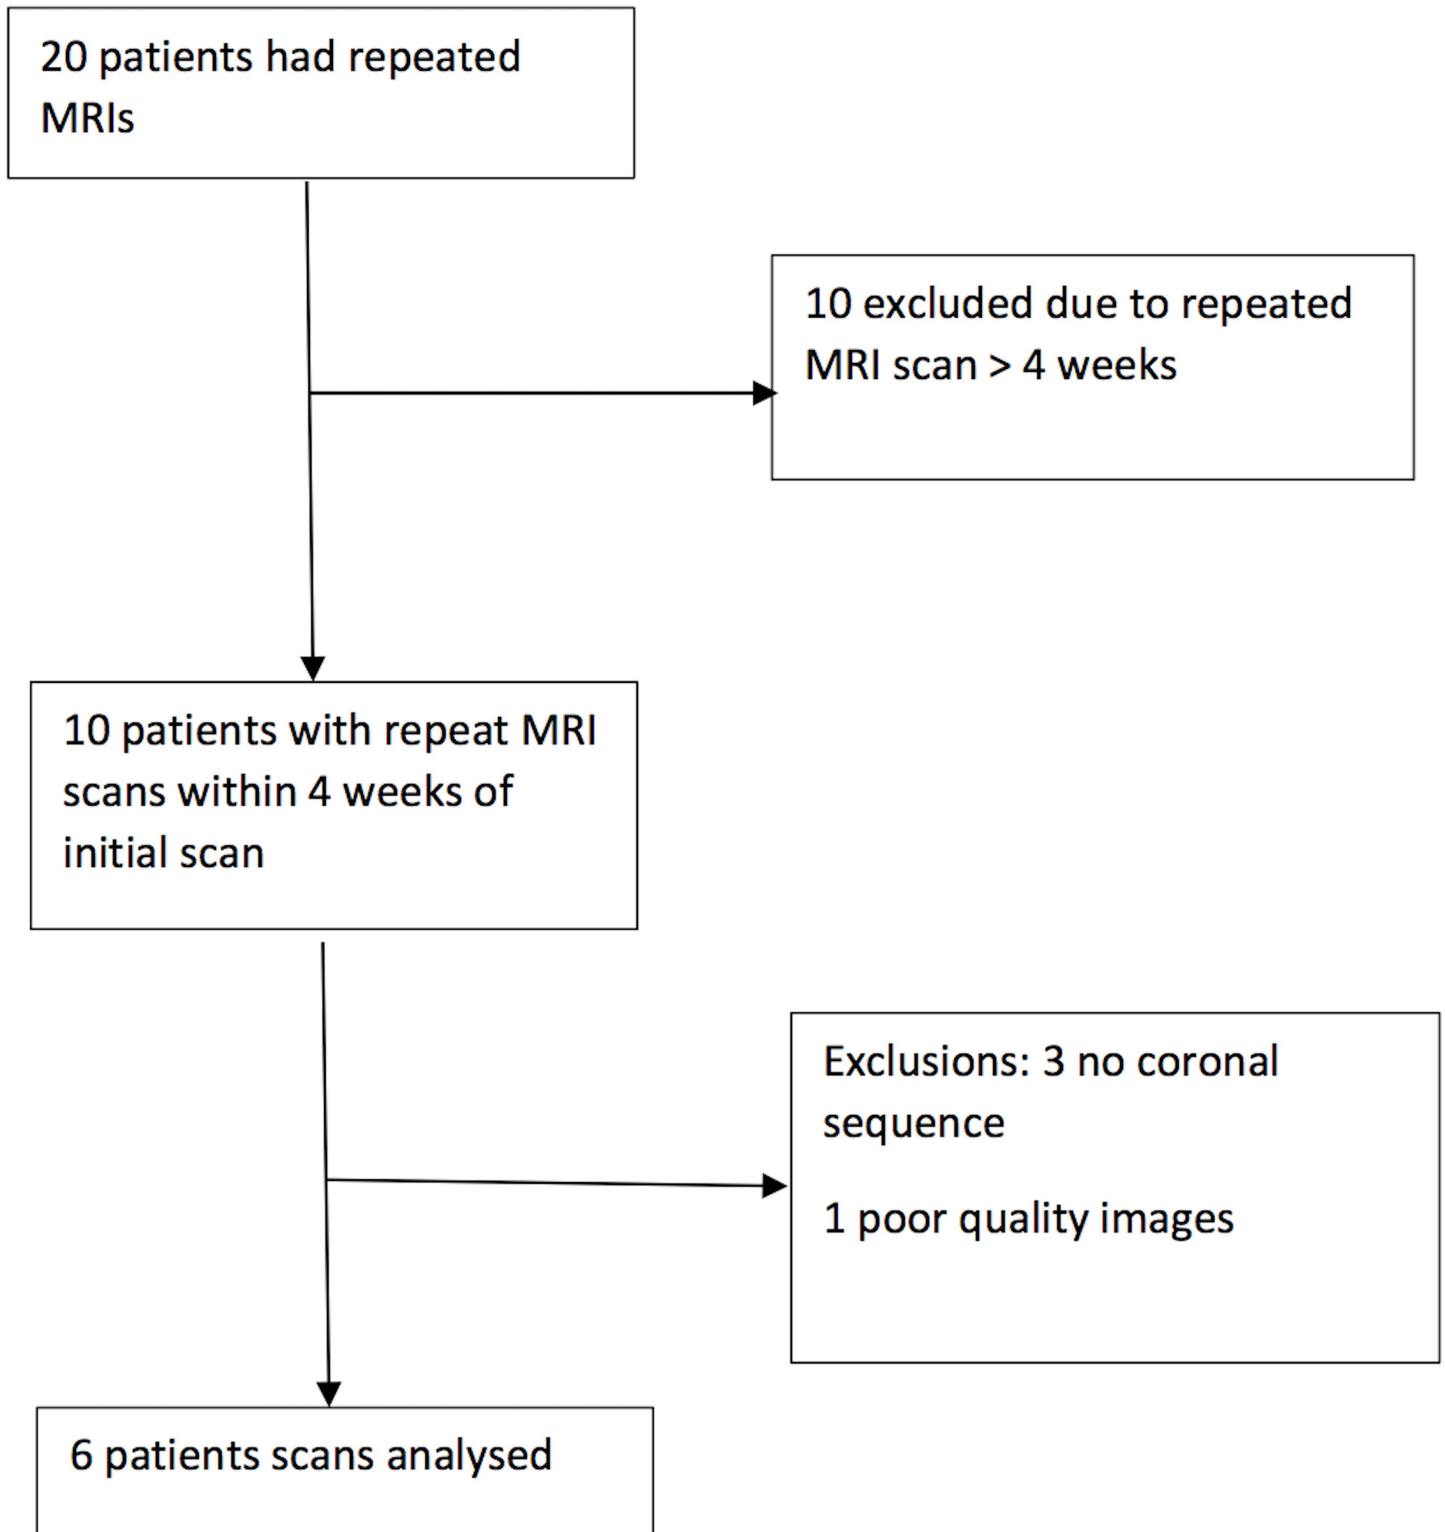 20 patients had repeated
MRIs
10 excluded due to repeated
MRI scan > 4 weeks
10 patients with repeat MRI
scans within 4 weeks of
initial scan
Exclusions: 3 no coronal
sequence
1 poor quality images
6 patients scans analysed